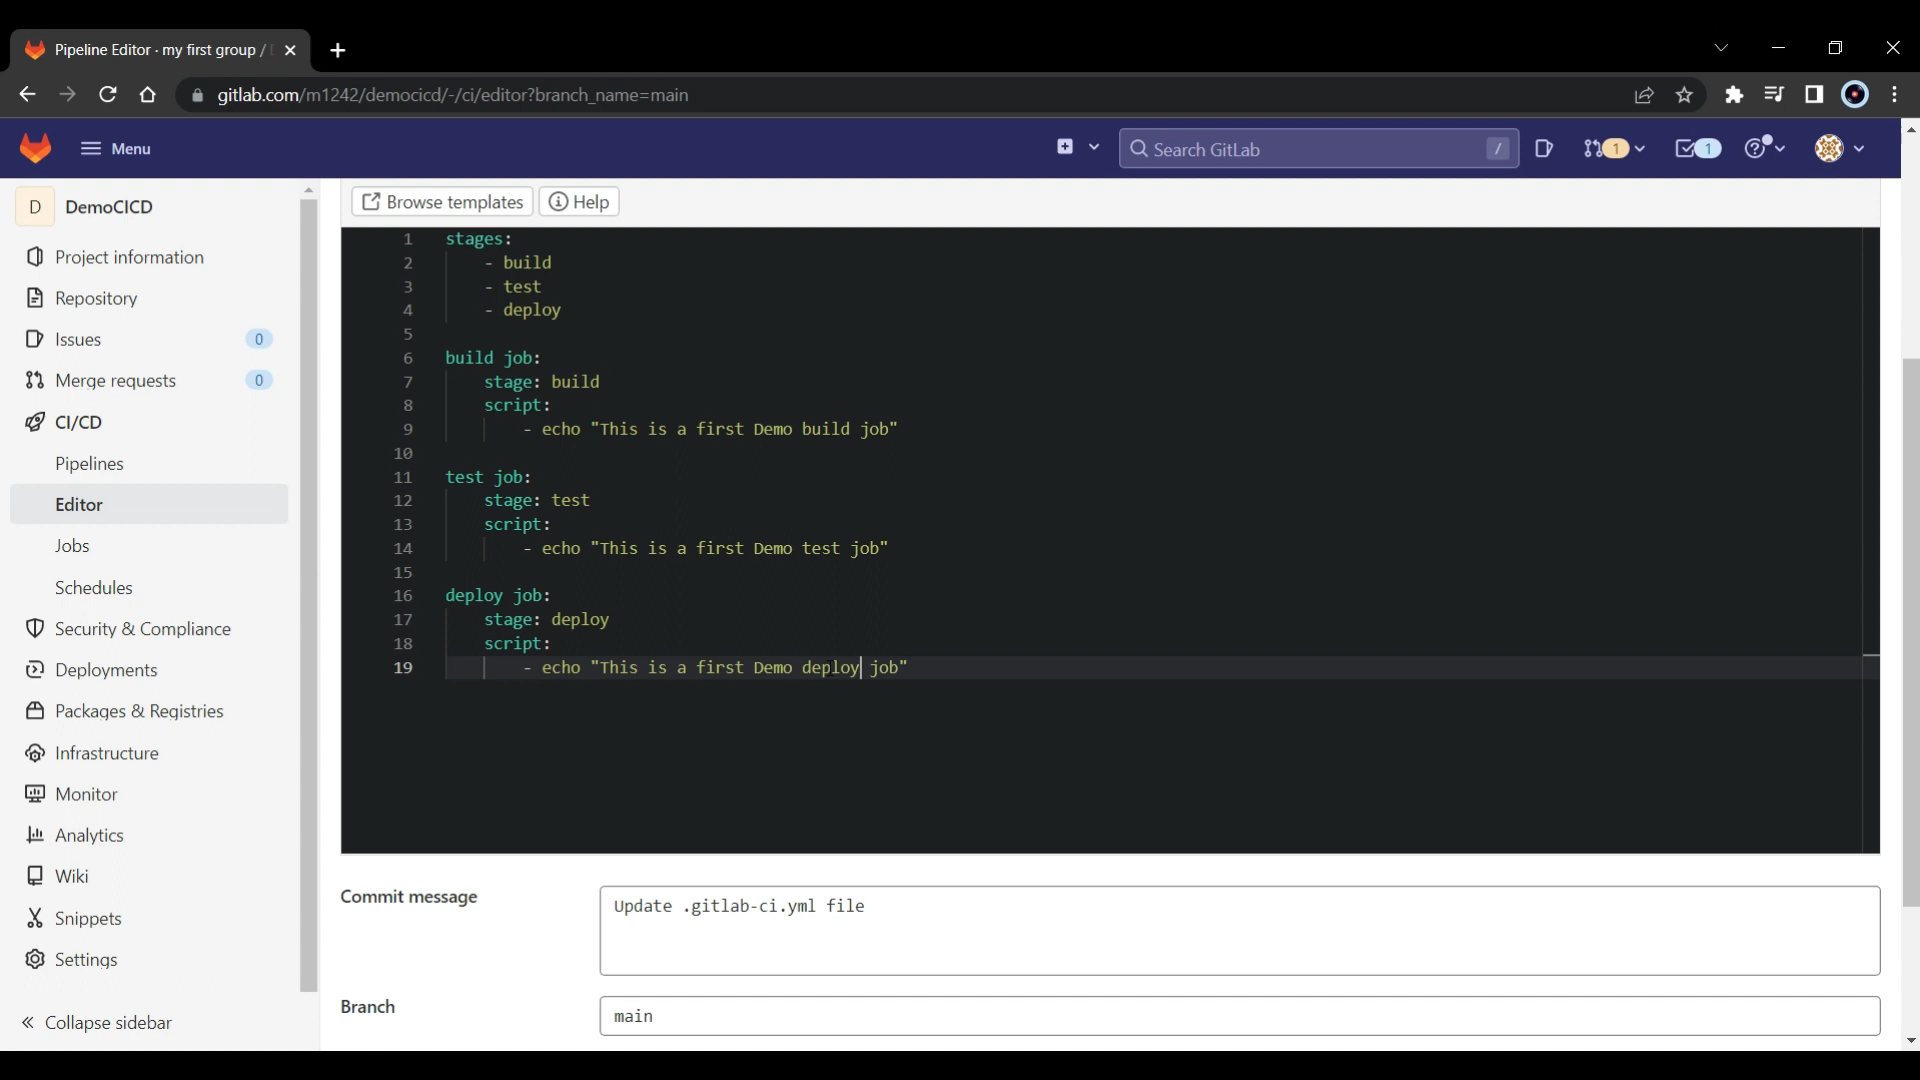 Pipeline Editor · my first group /
gitlab.com/m1242/democicd/-/ci/editor?branch_name=main
Menu
Search GitLab
/
1
1
D DemoCICD
Project information
Repository
Issues 0
Merge requests 0
CI/CD
Pipelines
Editor
Jobs
Schedules
Security & Compliance
Deployments
Packages & Registries
Infrastructure
Monitor
Analytics
Wiki
Snippets
Settings
Collapse sidebar
Browse templates
Help
1 stages:
2 - build
3 - test
4 - deploy
5
6 build job:
7 stage: build
8 script:
9 - echo "This is a first Demo build job"
10
11 test job:
12 stage: test
13 script:
14 - echo "This is a first Demo test job"
15
16 deploy job:
17 stage: deploy
18 script:
19 - echo "This is a first Demo deploy job"
Commit message
Update .gitlab-ci.yml file
Branch
main